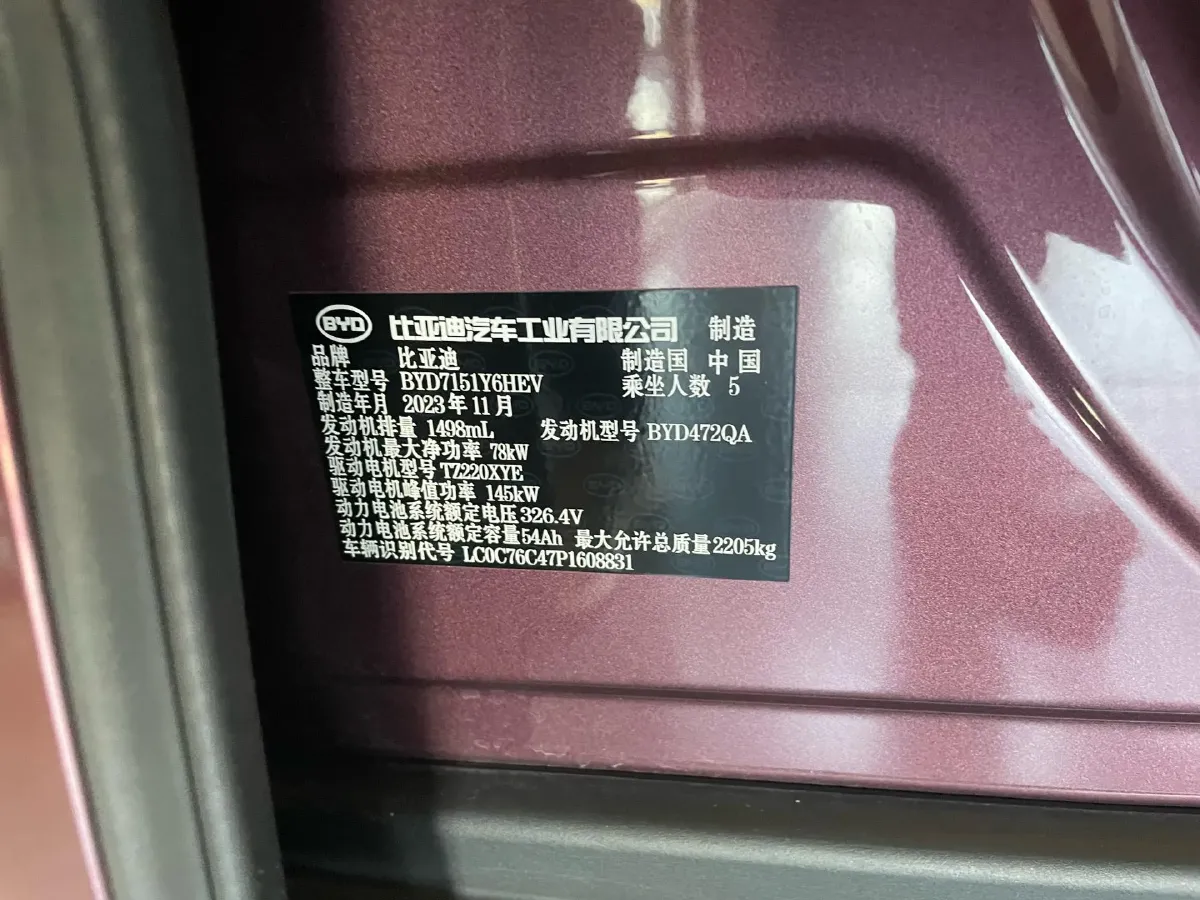 BYD 比亚迪汽车工业有限公司 制造
品牌 比亚迪 制造国 中国
整车型号 BYD7151Y6HEV 乘坐人数 5
制造年月 2023年11月
发动机排量 1498mL 发动机型号 BYD472QA
发动机最大净功率 78kW
驱动电机型号 TZ220XYE
驱动电机峰值功率 145kW
动力电池系统额定电压 326.4V
动力电池系统额定容量 54Ah 最大允许总质量 2205kg
车辆识别代号 LC0C76C47P1608831